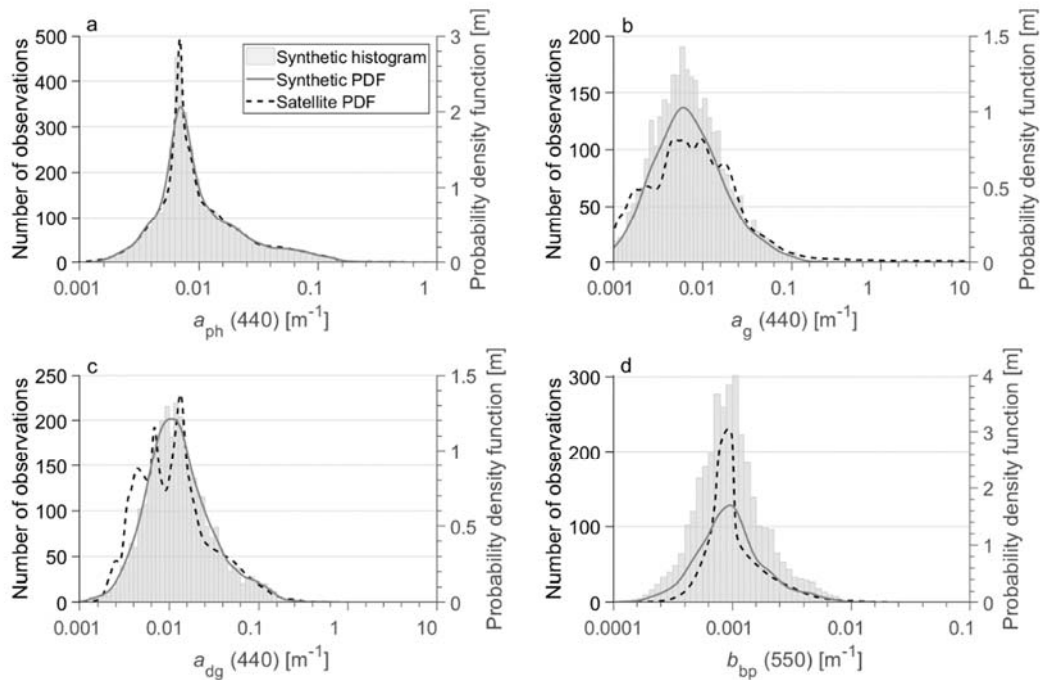 a
Number of observations
500
400
300
200
100
0
Synthetic histogram
Synthetic PDF
Satellite PDF
3
2
1
0
Probability density function [m]
0.001 0.01 0.1 1
aph (440) [m-1]
b
Number of observations
200
150
100
50
0
1.5
1
0.5
0
Probability density function [m]
0.001 0.01 0.1 1 10
ag (440) [m-1]
c
Number of observations
250
200
150
100
50
0
1.5
1
0.5
0
Probability density function [m]
0.001 0.01 0.1 1 10
adg (440) [m-1]
d
Number of observations
300
200
100
0
4
3
2
1
0
Probability density function [m]
0.0001 0.001 0.01 0.1
bbp (550) [m-1]